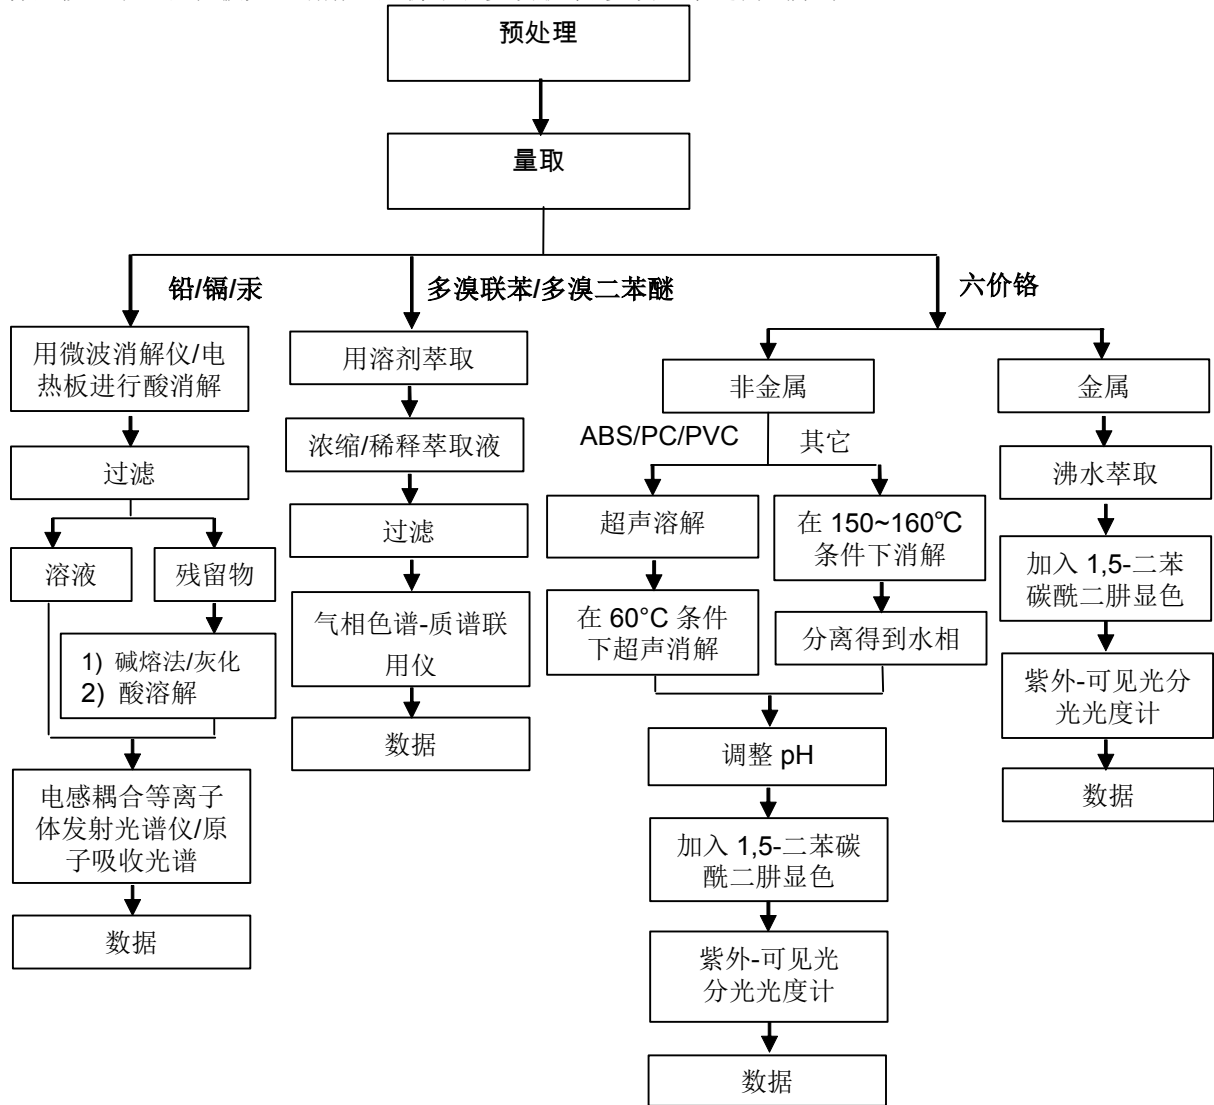 预处理
量取
铅/镉/汞
多溴联苯/多溴二苯醚
六价铬
用微波消解仪/电
热板进行酸消解
过滤
溶液
残留物
1) 碱熔法/灰化
2) 酸溶解
电感耦合等离子
体发射光谱仪/原
子吸收光谱
数据
用溶剂萃取
浓缩/稀释萃取液
过滤
气相色谱-质谱联
用仪
数据
非金属
ABS/PC/PVC
其它
超声溶解
在 60°C 条件
下超声消解
在 150~160℃
条件下消解
分离得到水相
调整 pH
加入 1,5-二苯碳
酰二肼显色
紫外-可见光
分光光度计
数据
金属
沸水萃取
加入 1,5-二苯
碳酰二肼显色
紫外-可见光分
光光度计
数据